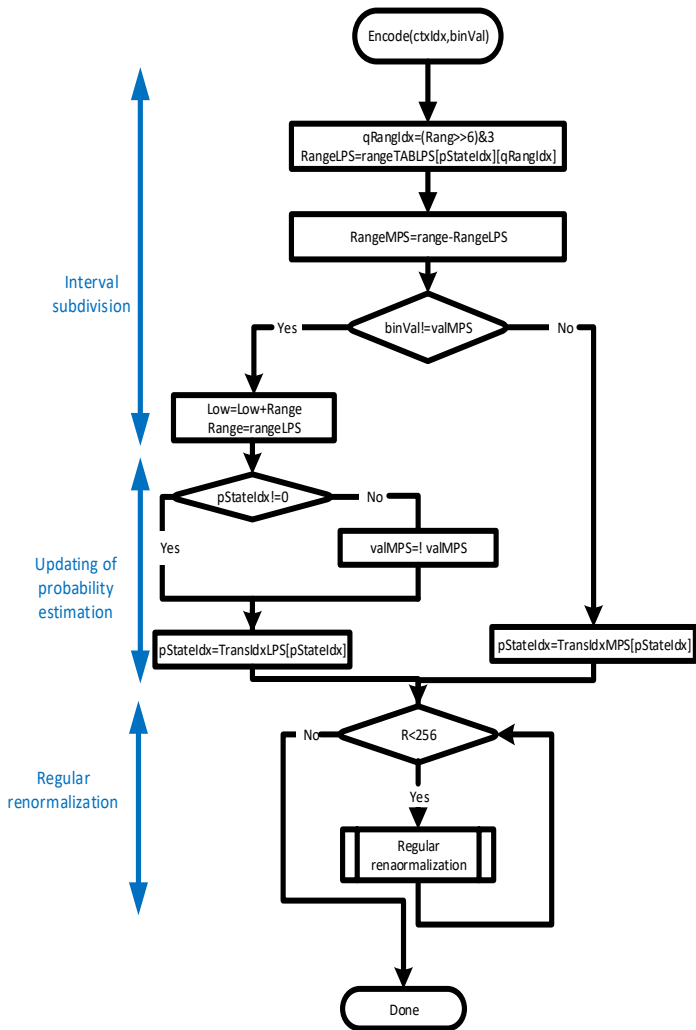 Encode(ctxIdx,binVal)
qRangIdx=(Rang>>6)&3
RangeLPS=rangeTABLPS[pStateIdx][qRangIdx]
RangeMPS=range-RangeLPS
Interval
subdivision
binVal!=valMPS
Yes
No
Low=Low+Range
Range=rangeLPS
pStateIdx!=0
No
Yes
valMPS=! valMPS
Updating of
probability
estimation
pStateIdx=TransIdxLPS[pStateIdx]
pStateIdx=TransIdxMPS[pStateIdx]
R<256
No
Yes
Regular
renormalization
Regular
renaormalization
Done